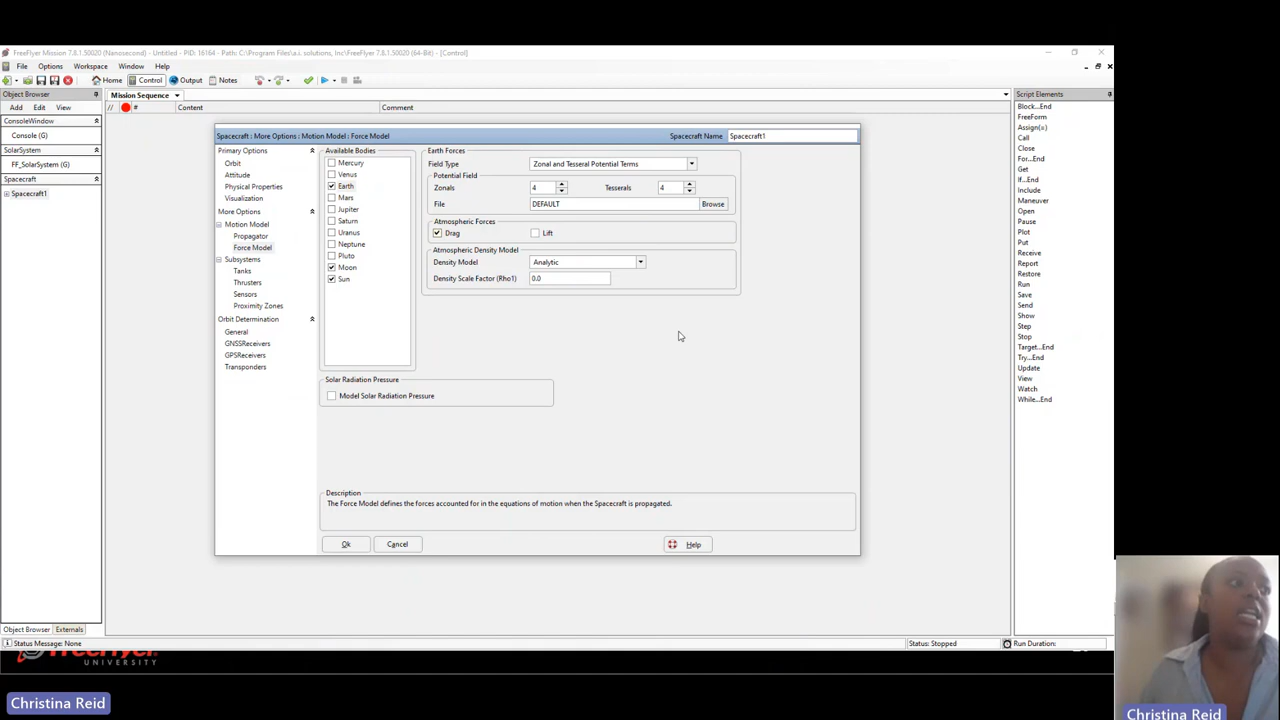 FreeFlyer Mission 7.8.1.50020 (Nanosecond) - Untitled - PID: 16164 - Path: C:\Program Files\a.i. solutions, Inc\FreeFlyer 7.8.1.50020 (64-Bit) - [Control]
File Options Workspace Window Help
Home Control Output Notes
Object Browser
Add Edit View
ConsoleWindow
Console (G)
SolarSystem
FF_SolarSystem (G)
Spacecraft
Spacecraft1
Object Browser Externals
Mission Sequence
// # Content Comment
Spacecraft : More Options : Motion Model : Force Model Spacecraft Name Spacecraft1
Primary Options
Orbit
Attitude
Physical Properties
Visualization
More Options
Motion Model
Propagator
Force Model
Subsystems
Tanks
Thrusters
Sensors
Proximity Zones
Orbit Determination
General
GNSSReceivers
GPSReceivers
Transponders
Available Bodies
Mercury
Venus
Earth
Mars
Jupiter
Saturn
Uranus
Neptune
Pluto
Moon
Sun
Earth Forces
Field Type Zonal and Tesseral Potential Terms
Potential Field
Zonals 4 Tesserals 4
File DEFAULT Browse
Atmospheric Forces
Drag Lift
Atmospheric Density Model
Density Model Analytic
Density Scale Factor (Rho1) 0.0
Solar Radiation Pressure
Model Solar Radiation Pressure
Description
The Force Model defines the forces accounted for in the equations of motion when the Spacecraft is propagated.
Ok Cancel Help
Script Elements
Block...End
FreeForm
Assign(=)
Call
Close
For...End
Get
If...End
Include
Maneuver
Open
Pause
Plot
Put
Receive
Report
Restore
Run
Save
Send
Show
Step
Stop
Target...End
Try...End
Update
View
Watch
While...End
Status Message: None Status: Stopped Run Duration:
FreeFlyer
UNIVERSITY
Christina Reid
Christina Reid